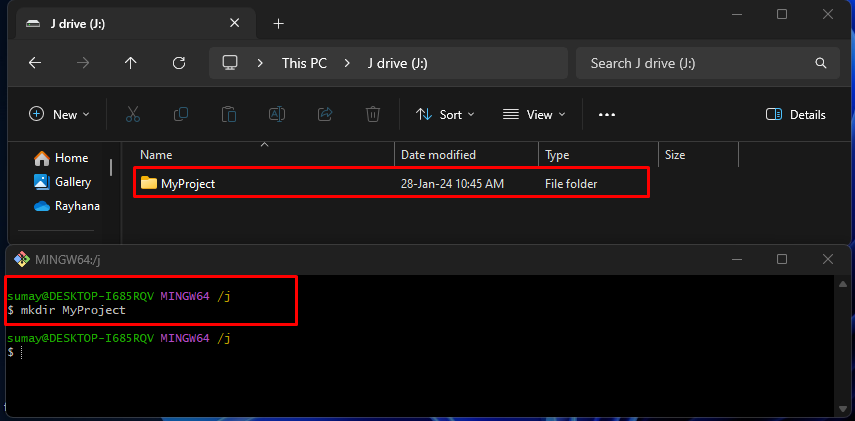 J drive (J:)
This PC > J drive (J:)
Search J drive (J:)
New
Sort
View
Details
Name Date modified Type Size
Home
Gallery
Rayhana
MyProject 28-Jan-24 10:45 AM File folder
MINGW64:/j
sumay@DESKTOP-I685RQV MINGW64 /j
$ mkdir MyProject
sumay@DESKTOP-I685RQV MINGW64 /j
$